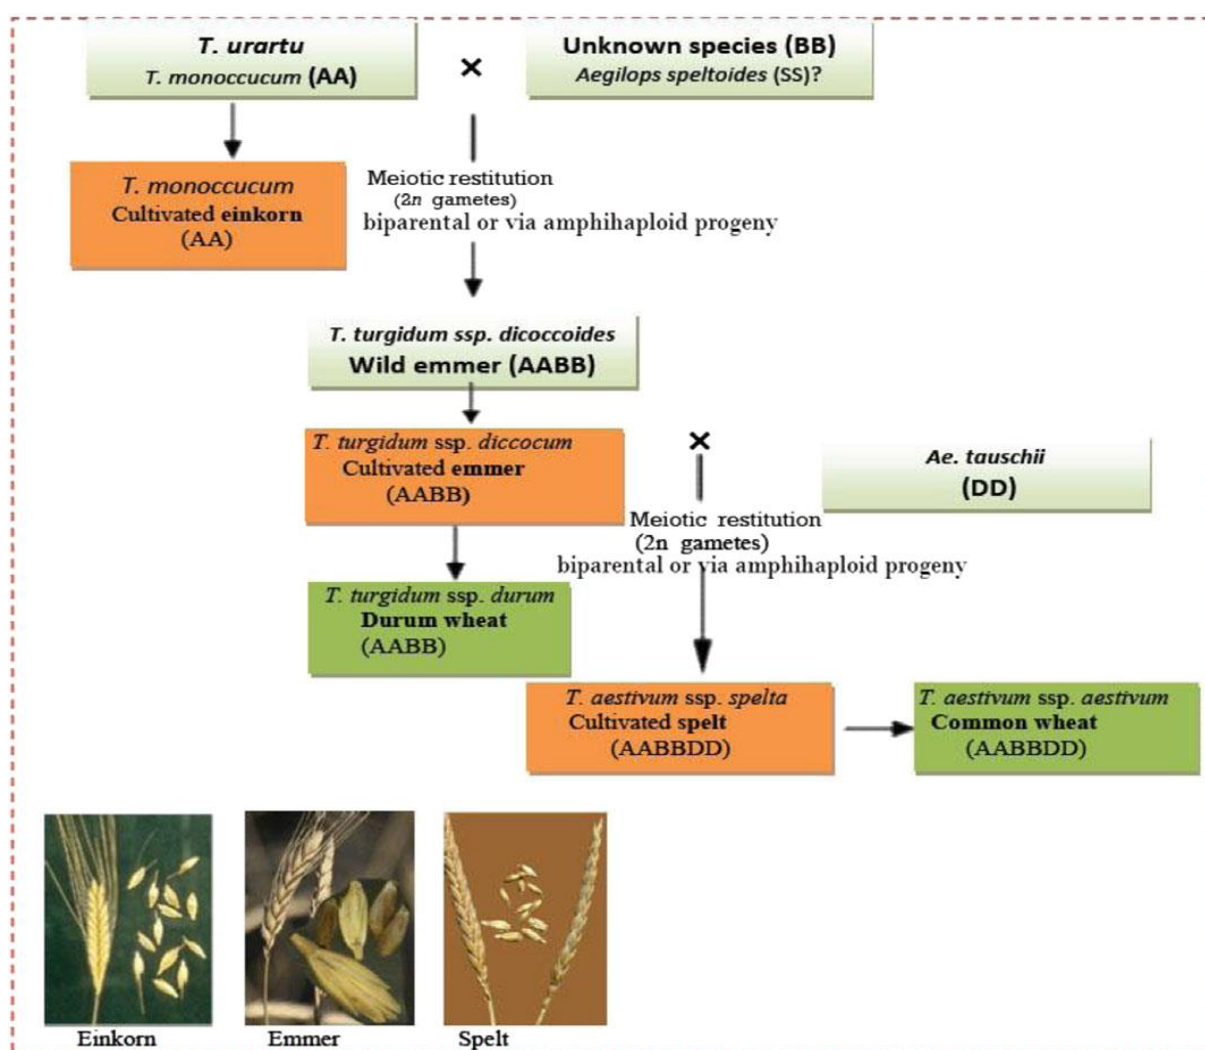 T. urartu
T. monoccucum (AA)
×
Unknown species (BB)
Aegilops speltoides (SS)?
T. monoccucum
Cultivated einkorn
(AA)
Meiotic restitution
(2n gametes)
biparental or via amphihaploid progeny
T. turgidum ssp. dicoccoides
Wild emmer (AABB)
T. turgidum ssp. diccocum
Cultivated emmer
(AABB)
×
Ae. tauschii
(DD)
Meiotic restitution
(2n gametes)
biparental or via amphihaploid progeny
T. turgidum ssp. durum
Durum wheat
(AABB)
T. aestivum ssp. spelta
Cultivated spelt
(AABBDD)
T. aestivum ssp. aestivum
Common wheat
(AABBDD)
Einkorn
Emmer
Spelt